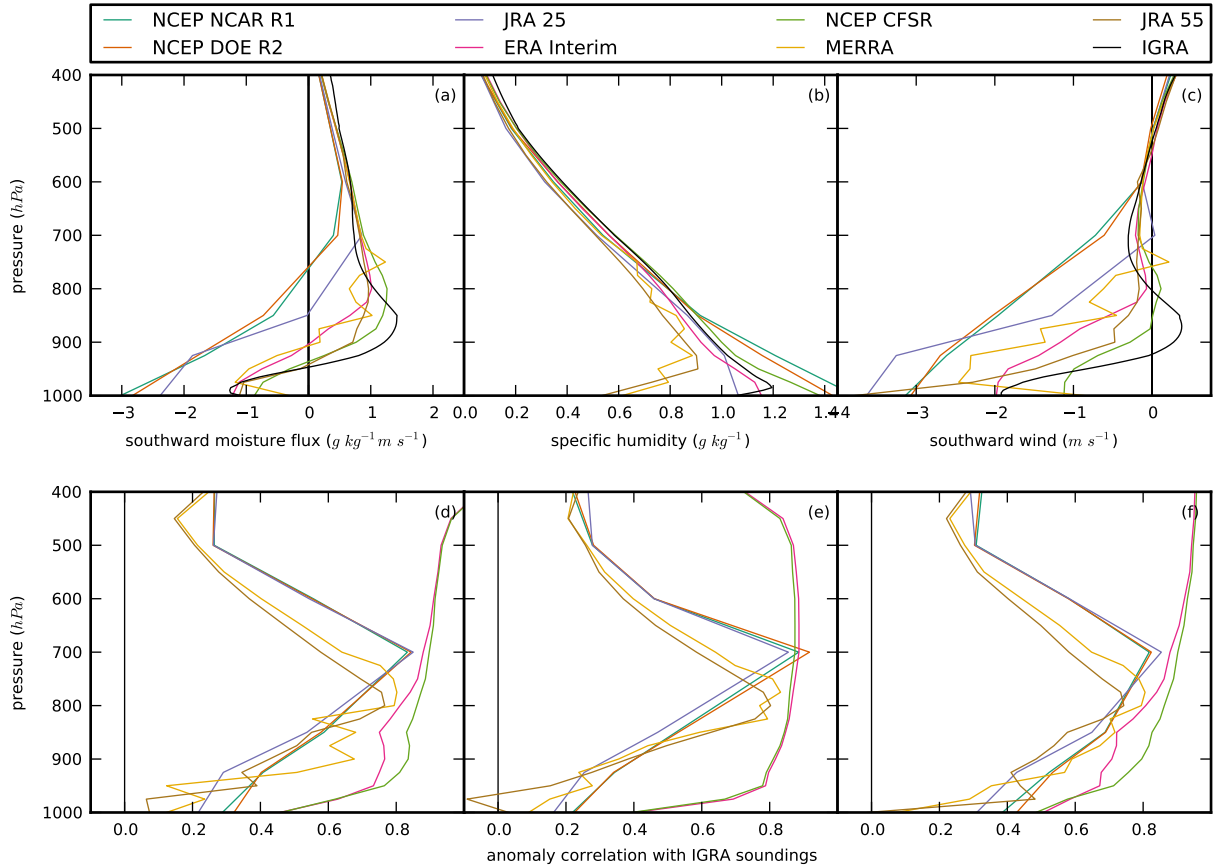 NCEP NCAR R1 JRA 25 NCEP CFSR JRA 55
NCEP DOE R2 ERA Interim MERRA IGRA
(a) (b) (c)
400
500
600
700
800
900
1000
pressure (hPa)
−3 −2 −1 0 1 2
0.0 0.2 0.4 0.6 0.8 1.0 1.2 1.4
−4 −3 −2 −1 0
southward moisture flux (g kg⁻¹ m s⁻¹)
specific humidity (g kg⁻¹)
southward wind (m s⁻¹)
(d) (e) (f)
400
500
600
700
800
900
1000
pressure (hPa)
0.0 0.2 0.4 0.6 0.8
0.0 0.2 0.4 0.6 0.8
0.0 0.2 0.4 0.6 0.8
anomaly correlation with IGRA soundings